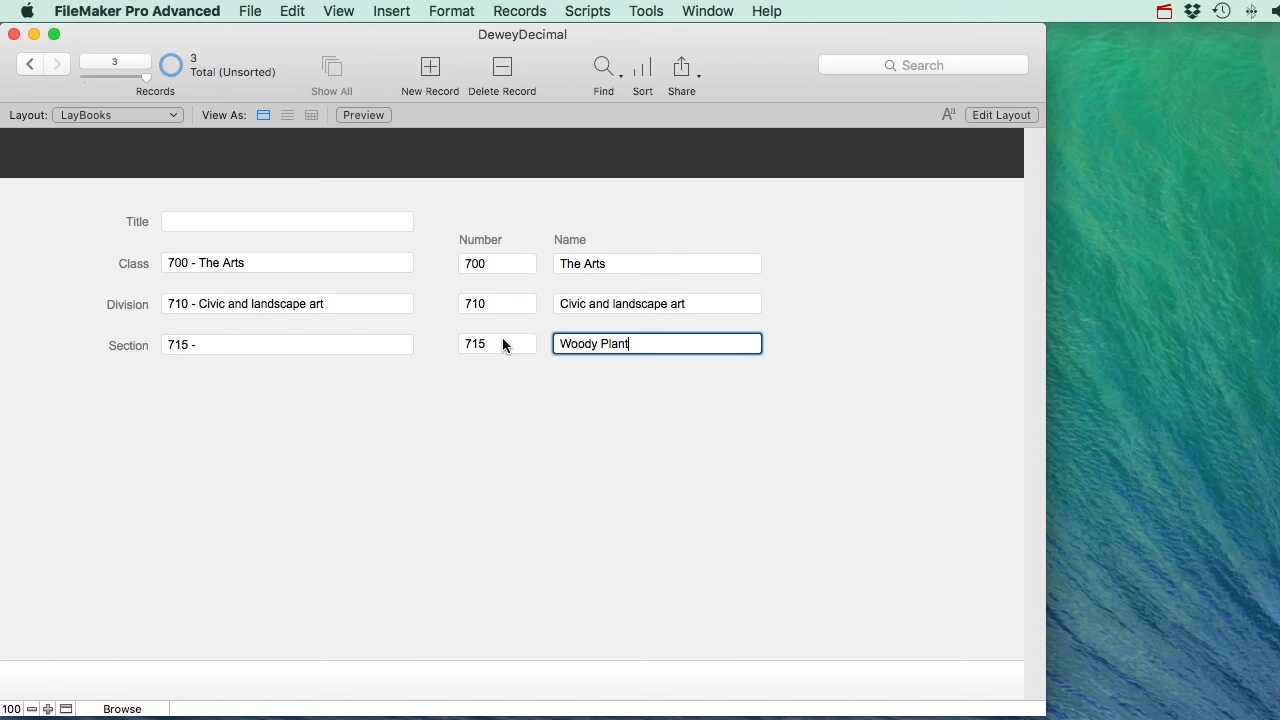 FileMaker Pro Advanced File Edit View Insert Format Records Scripts Tools Window Help
DeweyDecimal
3 3 Total (Unsorted)
Records Show All New Record Delete Record Find Sort Share Search
Layout: LayBooks View As: Preview Aa Edit Layout
Title
Number Name
Class 700 - The Arts 700 The Arts
Division 710 - Civic and landscape art 710 Civic and landscape art
Section 715 - 715 Woody Plant
100 Browse